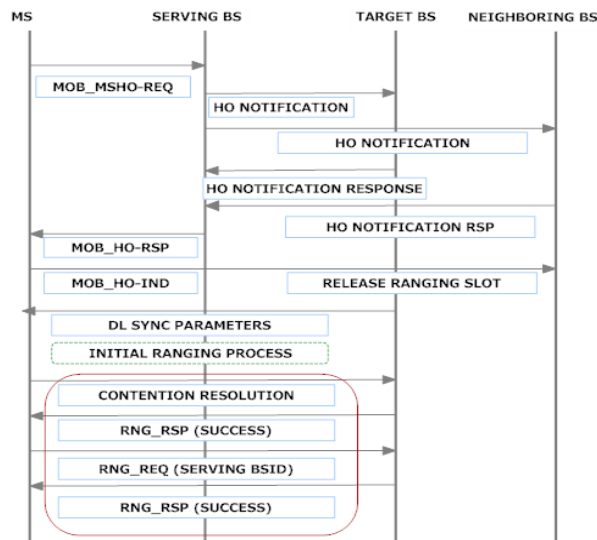 MS SERVING BS TARGET BS NEIGHBORING BS
MOB_MSHO-REQ
HO NOTIFICATION
HO NOTIFICATION
HO NOTIFICATION RESPONSE
HO NOTIFICATION RSP
MOB_HO-RSP
MOB_HO-IND RELEASE RANGING SLOT
DL SYNC PARAMETERS
INITIAL RANGING PROCESS
CONTENTION RESOLUTION
RNG_RSP (SUCCESS)
RNG_REQ (SERVING BSID)
RNG_RSP (SUCCESS)